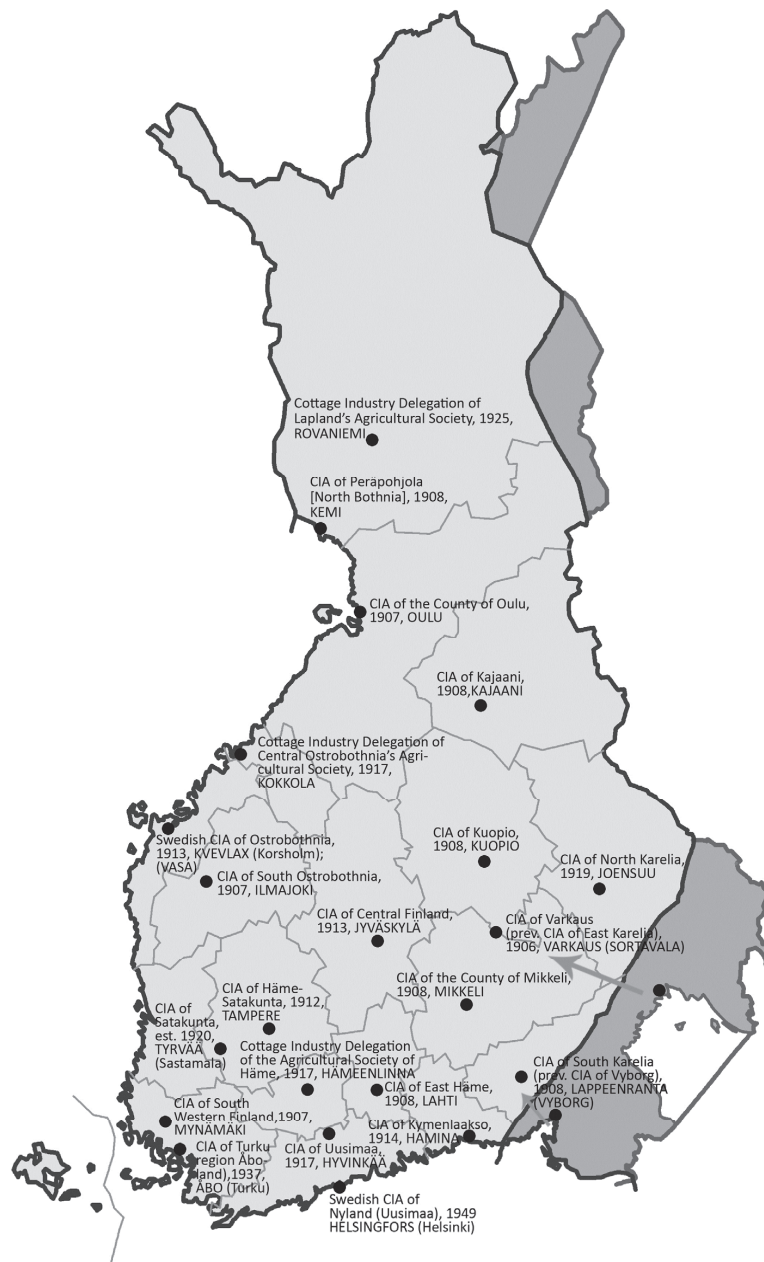 Cottage Industry Delegation of
Lapland's Agricultural Society, 1925,
ROVANIEMI
CIA of Peräpohjola
[North Bothnia], 1908,
KEMI
CIA of the County of Oulu,
1907, OULU
CIA of Kajaani,
1908,KAJAANI
Cottage Industry Delegation of
Central Ostrobothnia's Agri-
cultural Society, 1917,
KOKKOLA
Swedish CIA of Ostrobothnia,
1913, KVEVLAX (Korsholm);
(VASA)
CIA of South Ostrobothnia,
1907, ILMAJOKI
CIA of Kuopio,
1908, KUOPIO
CIA of North Karelia,
1919, JOENSUU
CIA of Central Finland,
1913, JYVÄSKYLÄ
CIA of Varkaus
(prev. CIA of East Karelia),
1906, VARKAUS (SORTAVALA)
CIA of the County of Mikkeli,
1908, MIKKELI
CIA of Häme-
Satakunta, 1912,
TAMPERE
CIA of
Satakunta,
est. 1920,
TYRVÄÄ
(Sastamala)
Cottage Industry Delegation
of the Agricultural Society of
Häme, 1917, HÄMEENLINNA
CIA of East Häme,
1908, LAHTI
CIA of South Karelia
(prev. CIA of Vyborg),
1908, LAPPEENRANTA
(VYBORG)
CIA of South
Western Finland,1907,
MYNÄMÄKI
CIA of Kymenlaakso,
1914, HAMINA
CIA of Turku
region Åbo
land),1937,
ÅBO (Turku)
CIA of Uusimaa,
1917, HYVINKÄÄ
Swedish CIA of
Nyland (Uusimaa), 1949
HELSINGFORS (Helsinki)